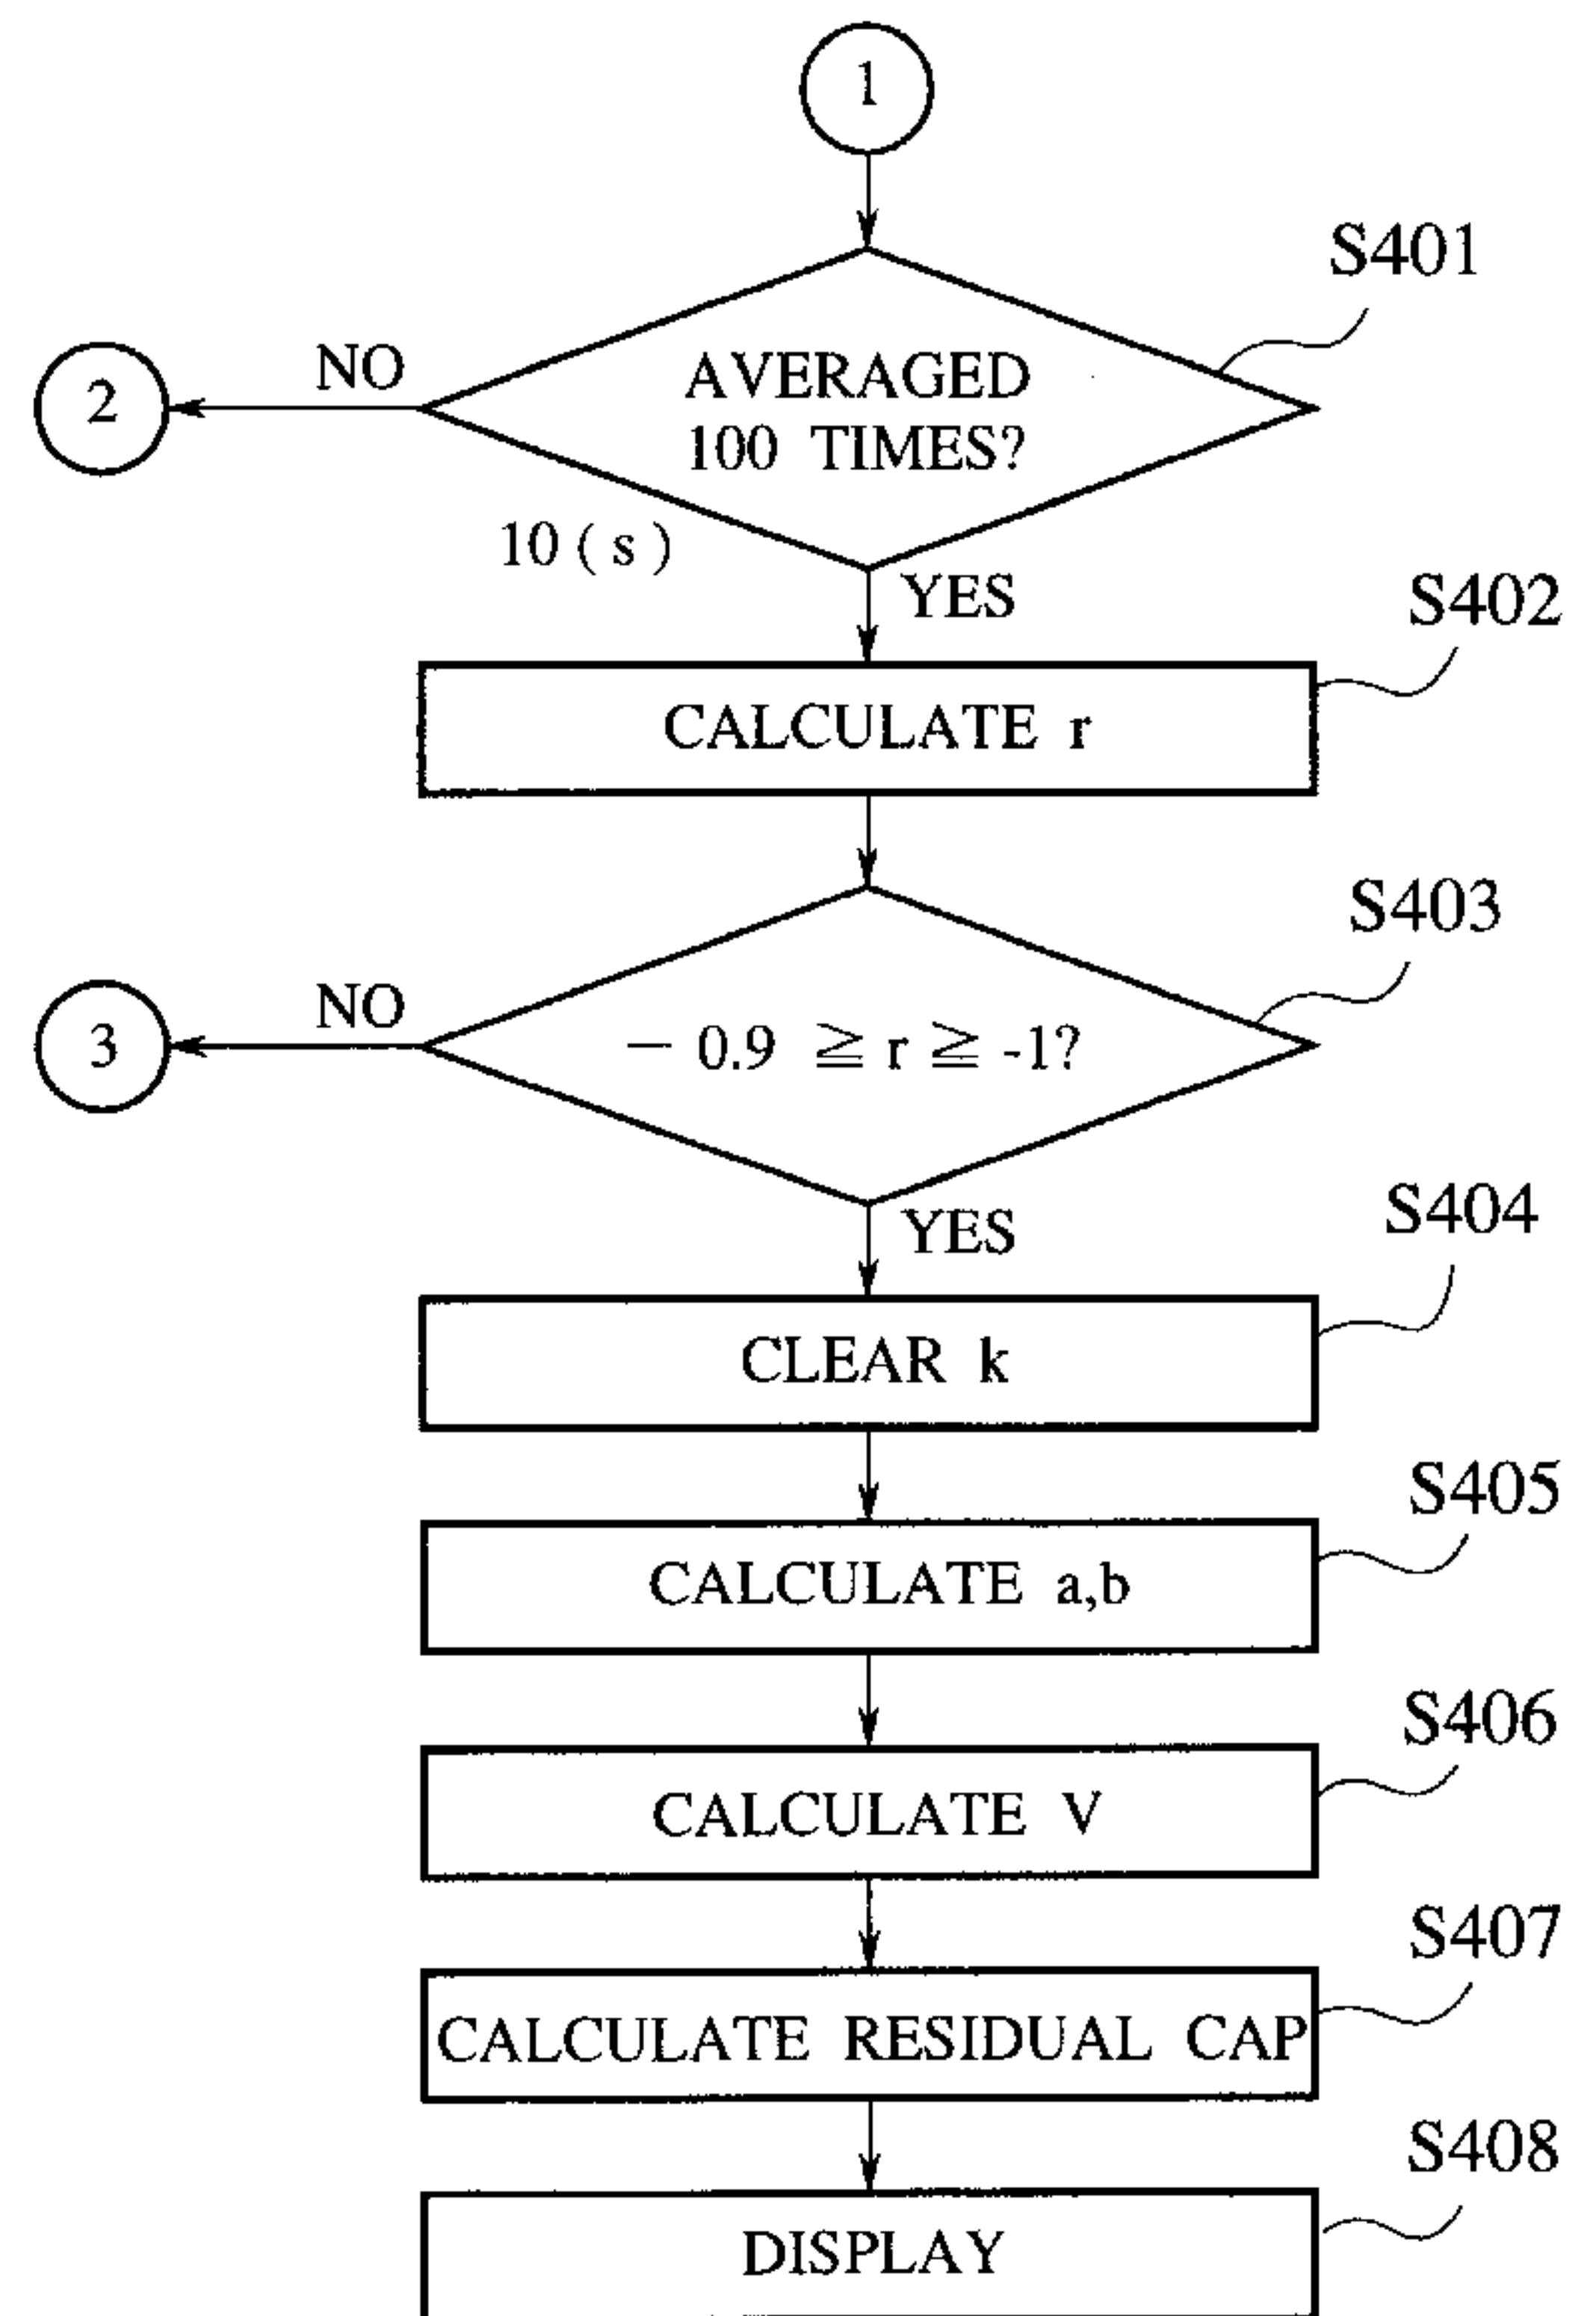 1
S401
AVERAGED
100 TIMES?
NO
2
10 ( s )
YES
S402
CALCULATE r
S403
NO
3
− 0.9 ≧ r ≧ -1?
YES
S404
CLEAR k
S405
CALCULATE a,b
S406
CALCULATE V
S407
CALCULATE RESIDUAL CAP
S408
DISPLAY